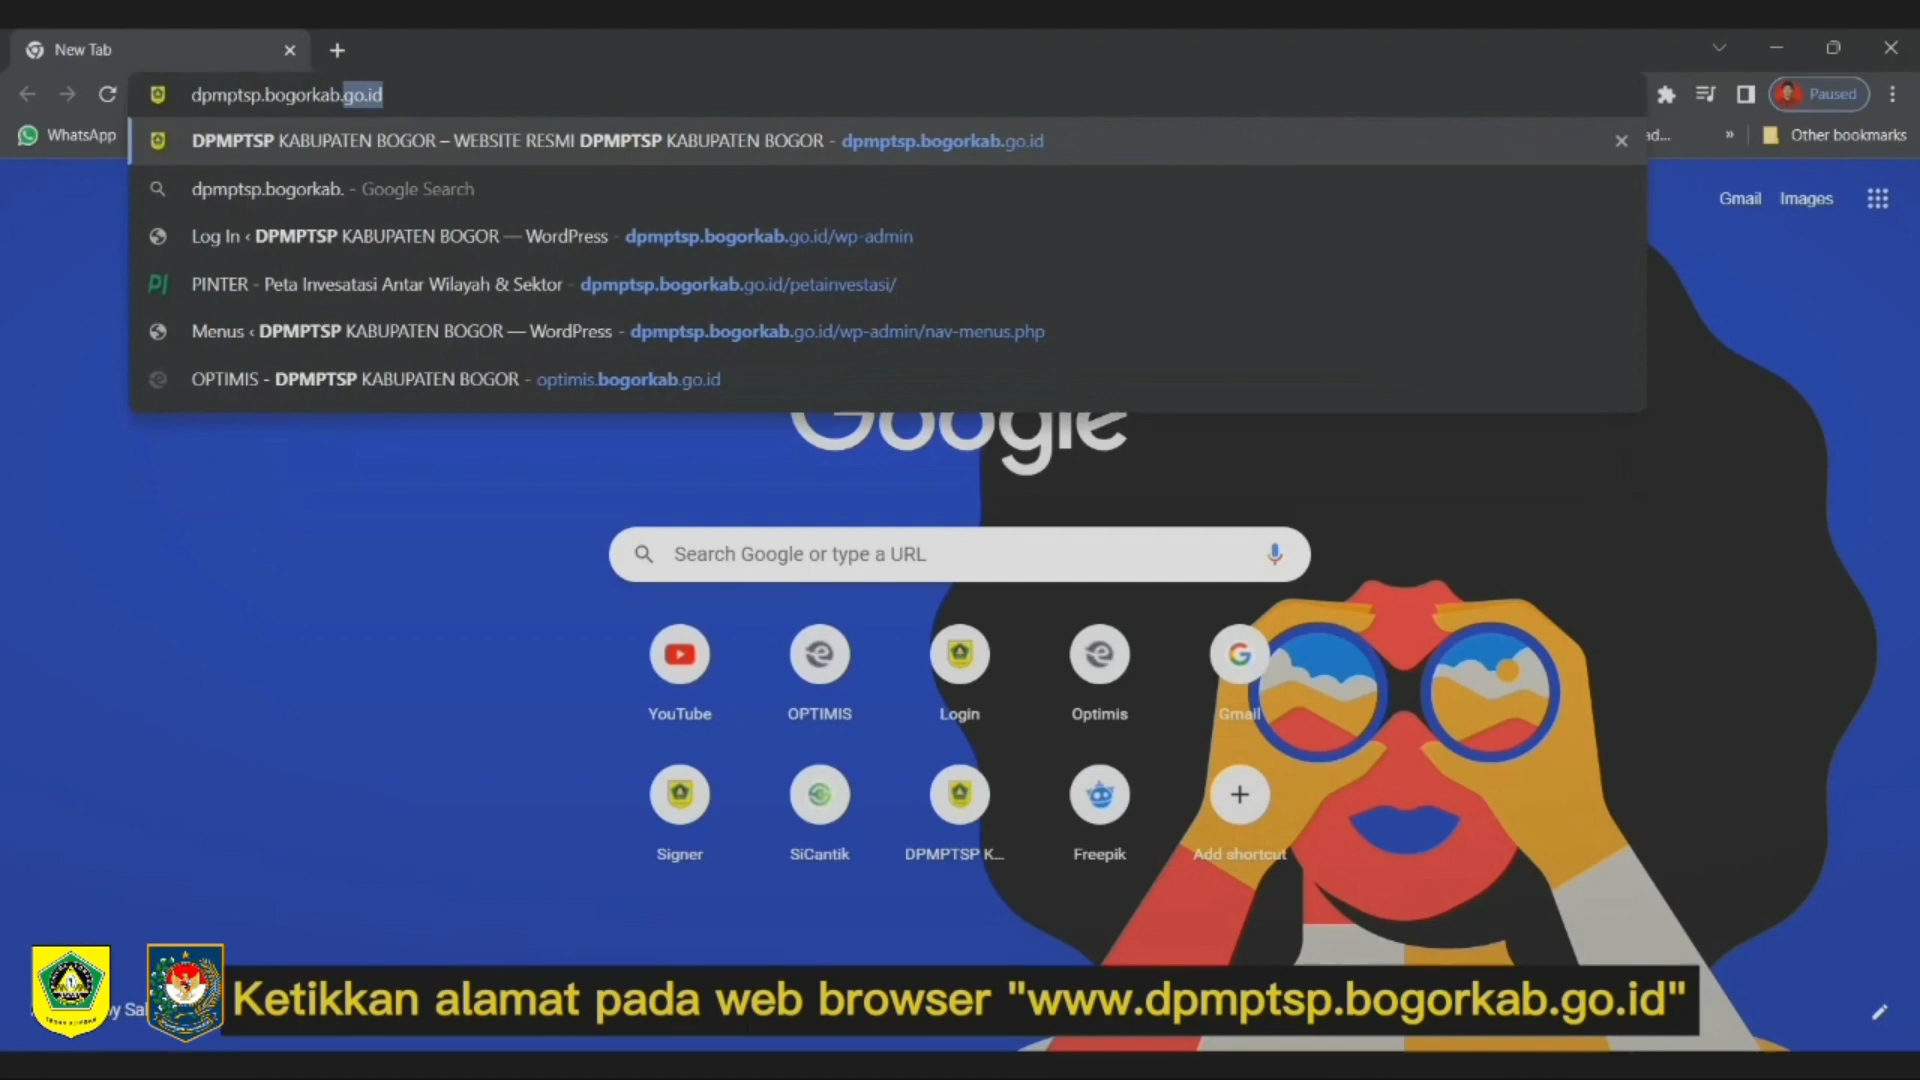 New Tab
dpmptsp.bogorkab.go.id
Paused
WhatsApp
DPMPTSP KABUPATEN BOGOR – WEBSITE RESMI DPMPTSP KABUPATEN BOGOR - dpmptsp.bogorkab.go.id
ad...
»
Other bookmarks
dpmptsp.bogorkab. - Google Search
Gmail
Images
Log In ‹ DPMPTSP KABUPATEN BOGOR — WordPress - dpmptsp.bogorkab.go.id/wp-admin
PINTER - Peta Invesatasi Antar Wilayah & Sektor - dpmptsp.bogorkab.go.id/petainvestasi/
Menus ‹ DPMPTSP KABUPATEN BOGOR — WordPress - dpmptsp.bogorkab.go.id/wp-admin/nav-menus.php
OPTIMIS - DPMPTSP KABUPATEN BOGOR - optimis.bogorkab.go.id
Google
Search Google or type a URL
YouTube
OPTIMIS
Login
Optimis
Gmail
Signer
SiCantik
DPMPTSP K...
Freepik
Add shortcut
Ketikkan alamat pada web browser "www.dpmptsp.bogorkab.go.id"